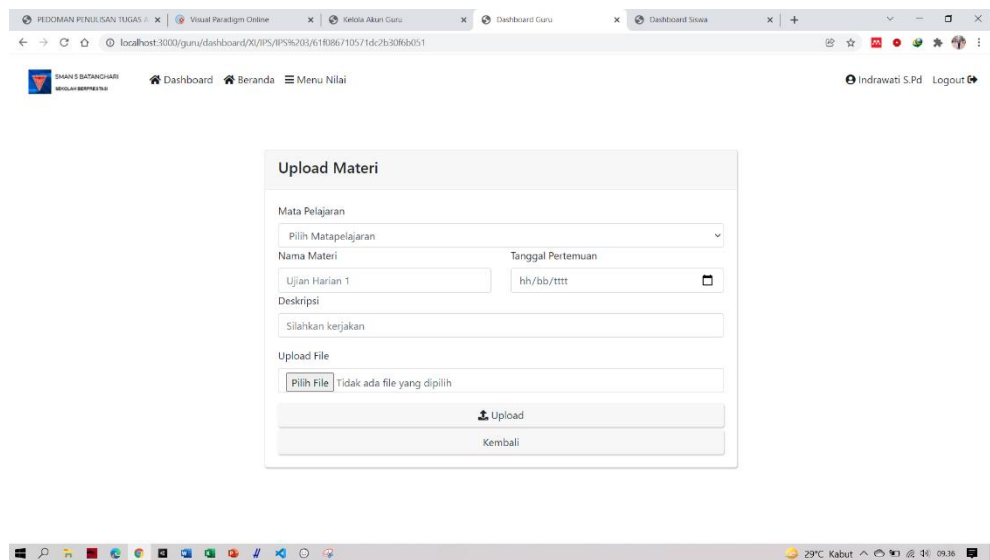 PEDOMAN PENULISAN TUGAS A
Visual Paradigm Online
Kelola Akun Guru
Dashboard Guru
Dashboard Siswa
localhost:3000/guru/dashboard/XI/IPS/IPS%203/61f086710571dc2b30f6b051
SMAN 5 BATANGHARI
SEKOLAH BERPRESTASI
Dashboard Beranda Menu Nilai
Indrawati S.Pd Logout
Upload Materi
Mata Pelajaran
Pilih Matapelajaran
Nama Materi Tanggal Pertemuan
Ujian Harian 1 hh/bb/tttt
Deskripsi
Silahkan kerjakan
Upload File
Pilih File Tidak ada file yang dipilih
Upload
Kembali
29°C Kabut 09.36